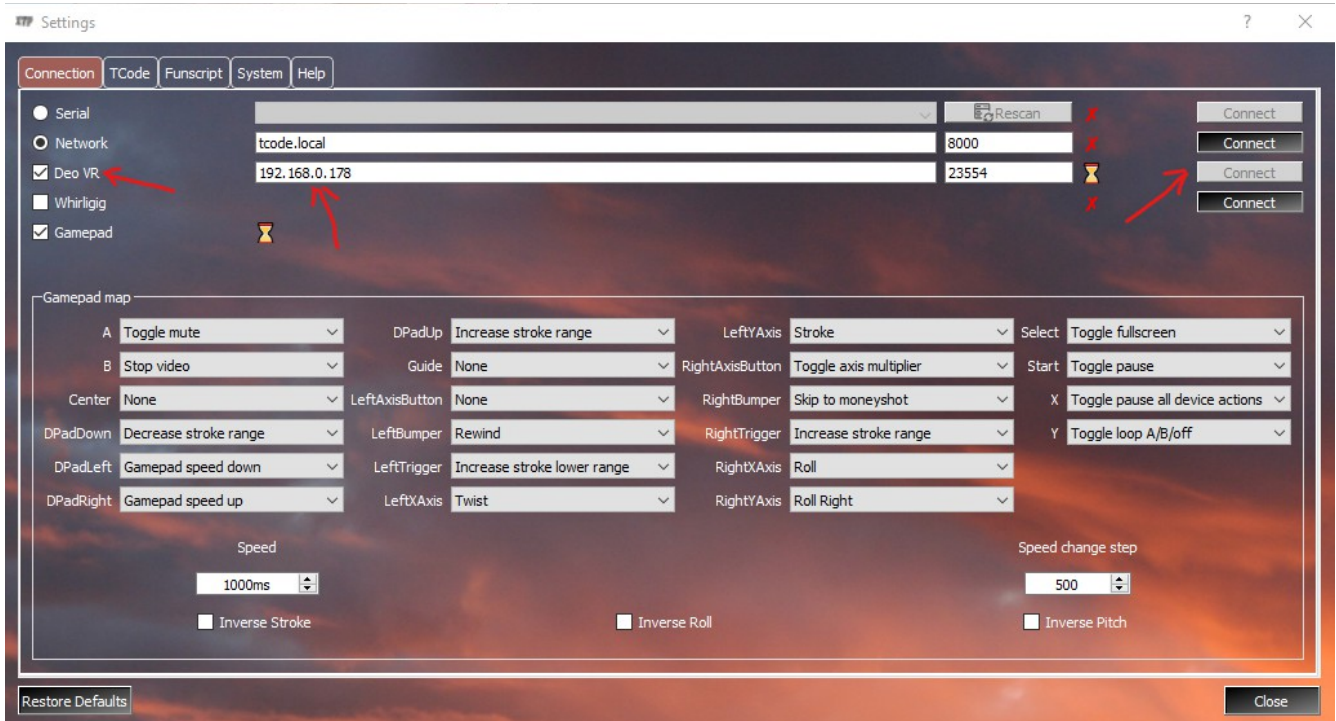 XTP Settings ? ✕
Connection TCode Funscript System Help
Serial Rescan ✗ Connect
Network tcode.local 8000 ✗ Connect
Deo VR 192.168.0.178 23554 Connect
Whirligig ✗ Connect
Gamepad
Gamepad map
A Toggle mute DPadUp Increase stroke range LeftYAxis Stroke Select Toggle fullscreen
B Stop video Guide None RightAxisButton Toggle axis multiplier Start Toggle pause
Center None LeftAxisButton None RightBumper Skip to moneyshot X Toggle pause all device actions
DPadDown Decrease stroke range LeftBumper Rewind RightTrigger Increase stroke range Y Toggle loop A/B/off
DPadLeft Gamepad speed down LeftTrigger Increase stroke lower range RightXAxis Roll
DPadRight Gamepad speed up LeftXAxis Twist RightYAxis Roll Right
Speed Speed change step
1000ms 500
Inverse Stroke Inverse Roll Inverse Pitch
Restore Defaults Close